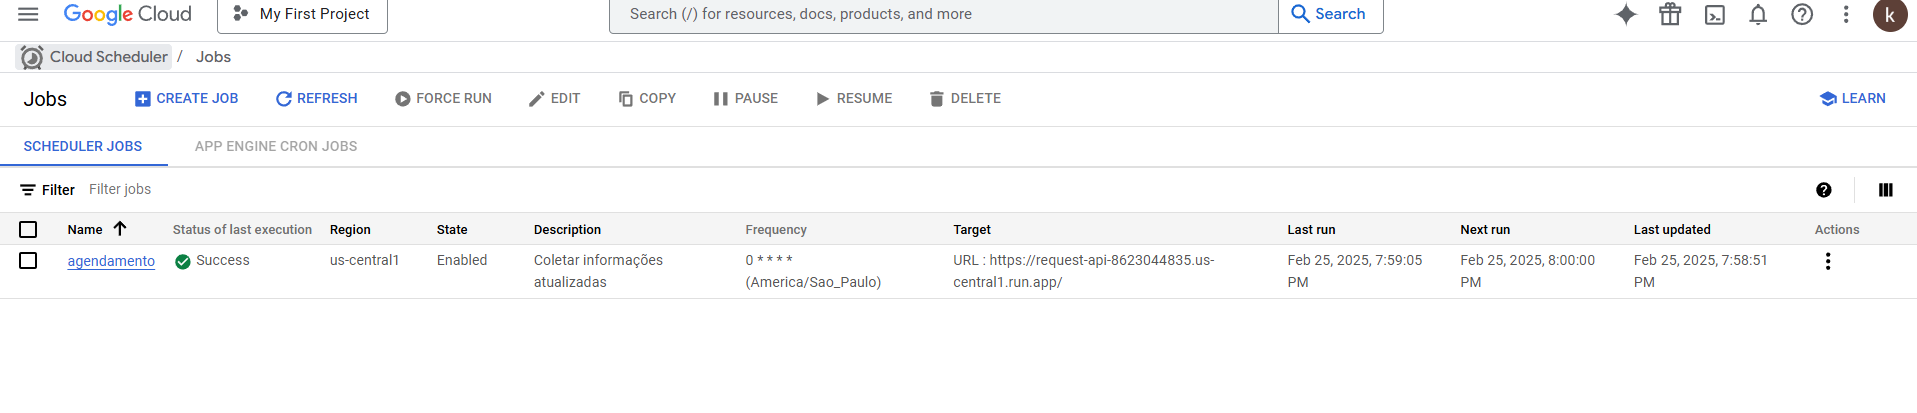 Google Cloud
My First Project
Search (/) for resources, docs, products, and more
Search
k
Cloud Scheduler / Jobs
Jobs
CREATE JOB
REFRESH
FORCE RUN
EDIT
COPY
PAUSE
RESUME
DELETE
LEARN
SCHEDULER JOBS
APP ENGINE CRON JOBS
Filter Filter jobs
Name Status of last execution Region State Description Frequency Target Last run Next run Last updated Actions
agendamento Success us-central1 Enabled Coletar informações 0 * * * * URL : https://request-api-8623044835.us- Feb 25, 2025, 7:59:05 Feb 25, 2025, 8:00:00 Feb 25, 2025, 7:58:51
atualizadas (America/Sao_Paulo) central1.run.app/ PM PM PM